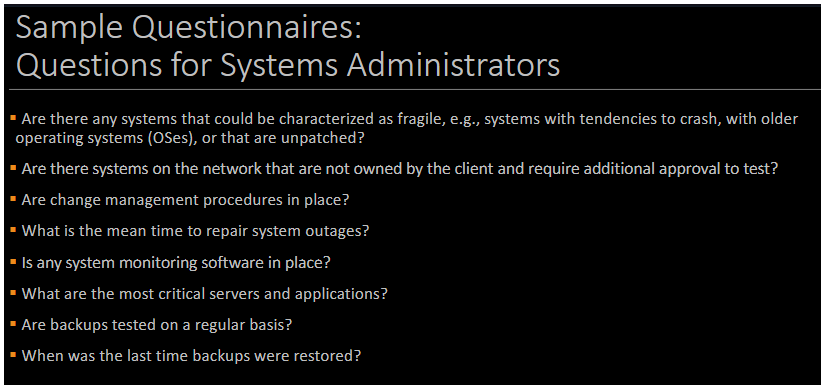 Sample Questionnaires:
Questions for Systems Administrators
▪ Are there any systems that could be characterized as fragile, e.g., systems with tendencies to crash, with older
operating systems (OSes), or that are unpatched?
▪ Are there systems on the network that are not owned by the client and require additional approval to test?
▪ Are change management procedures in place?
▪ What is the mean time to repair system outages?
▪ Is any system monitoring software in place?
▪ What are the most critical servers and applications?
▪ Are backups tested on a regular basis?
▪ When was the last time backups were restored?